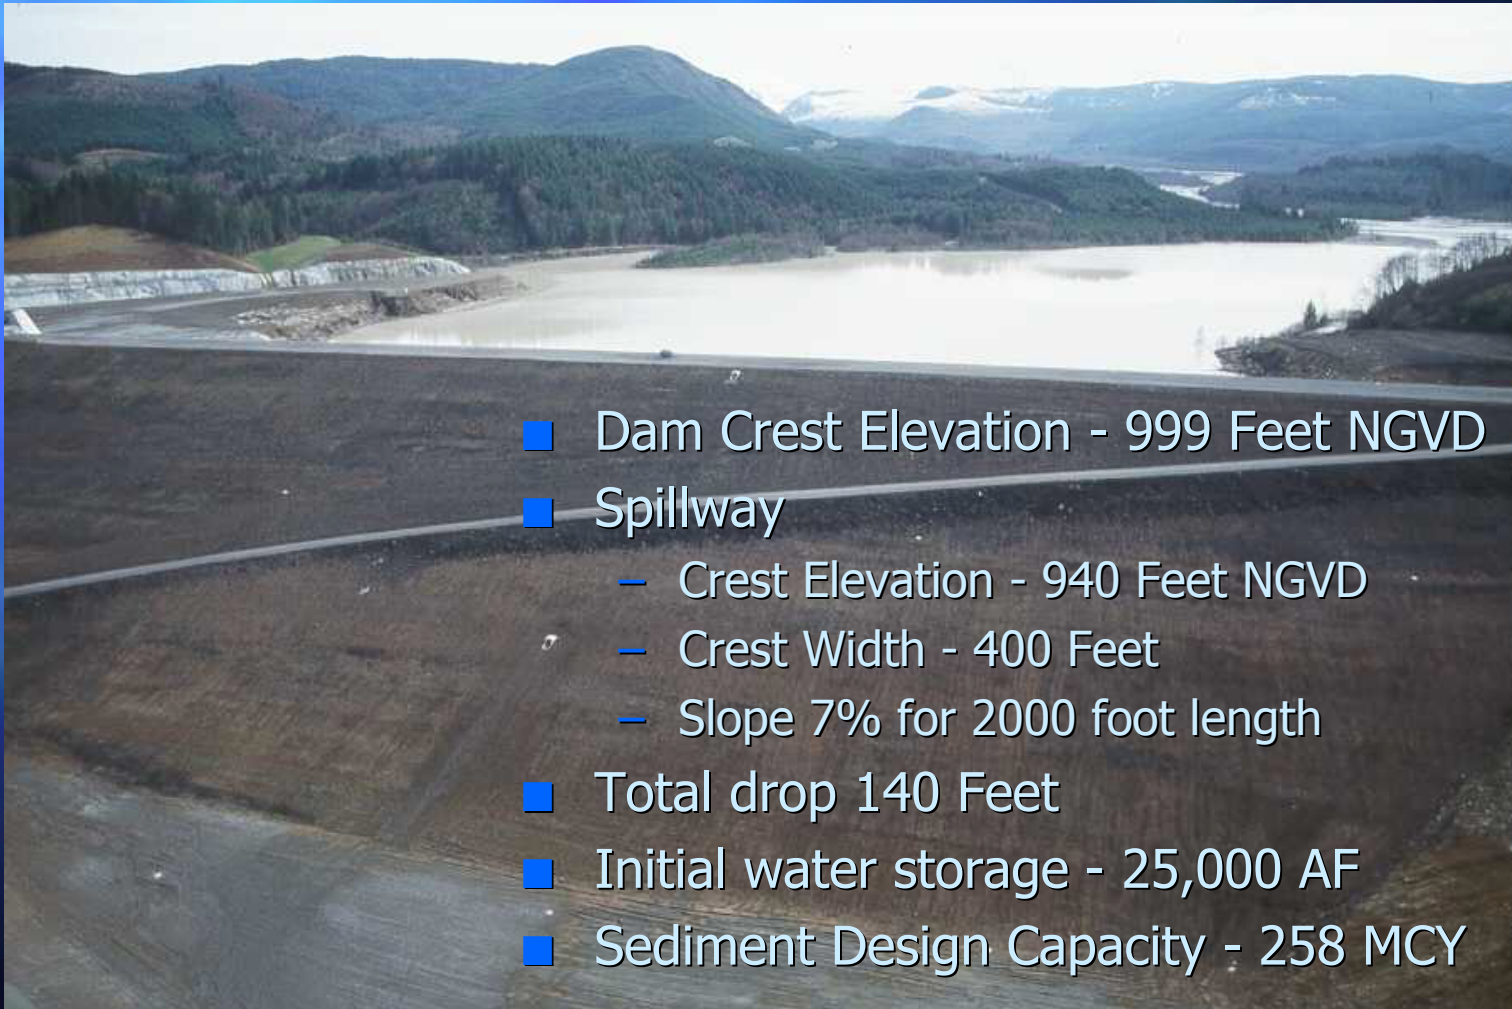 Dam Crest Elevation - 999 Feet NGVD
Spillway
– Crest Elevation - 940 Feet NGVD
– Crest Width - 400 Feet
– Slope 7% for 2000 foot length
Total drop 140 Feet
Initial water storage - 25,000 AF
Sediment Design Capacity - 258 MCY